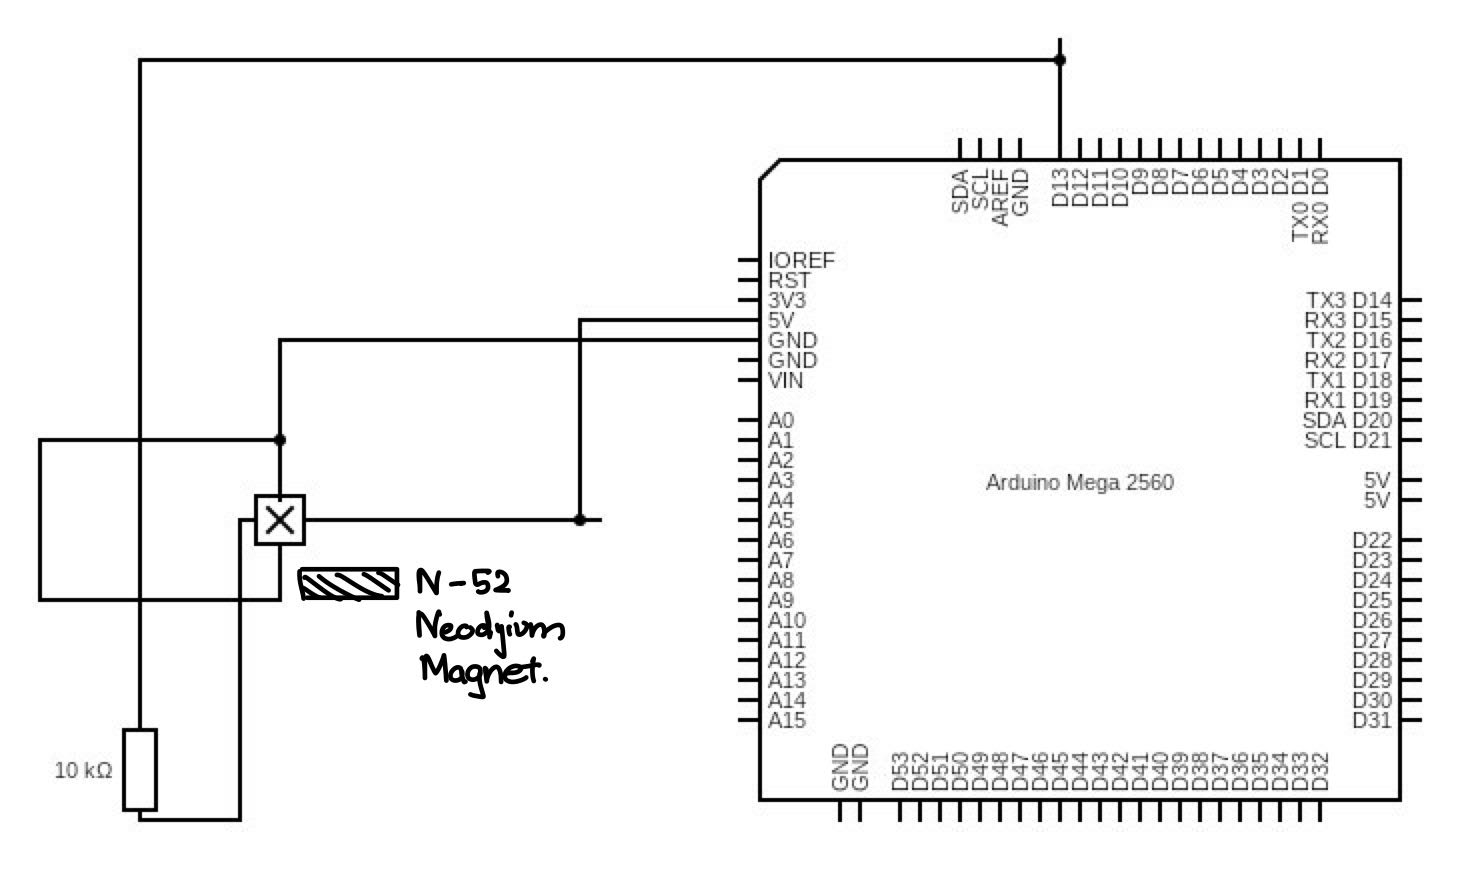 SDA
SCL
AREF
GND
D13
D12
D11
D10
D9
D8
D7
D6
D5
D4
D3
D2
TX0 D1
RX0 D0
IOREF
RST
3V3
5V
GND
GND
VIN
A0
A1
A2
A3
A4
A5
A6
A7
A8
A9
A10
A11
A12
A13
A14
A15
TX3 D14
RX3 D15
TX2 D16
RX2 D17
TX1 D18
RX1 D19
SDA D20
SCL D21
5V
5V
D22
D23
D24
D25
D26
D27
D28
D29
D30
D31
Arduino Mega 2560
N-52
Neodyium
Magnet.
10 kΩ
GND
GND
D53
D52
D51
D50
D49
D48
D47
D46
D45
D44
D43
D42
D41
D40
D39
D38
D37
D36
D35
D34
D33
D32